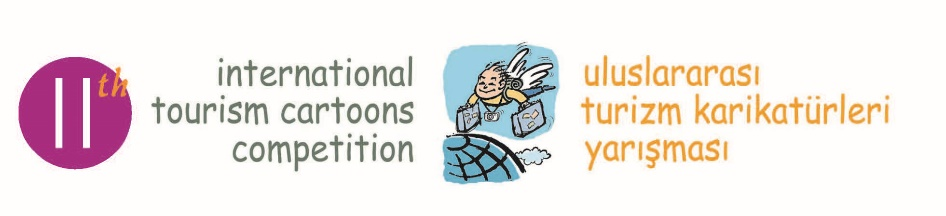 11th
international
tourism cartoons
competition
uluslararası
turizm karikatürleri
yarışması